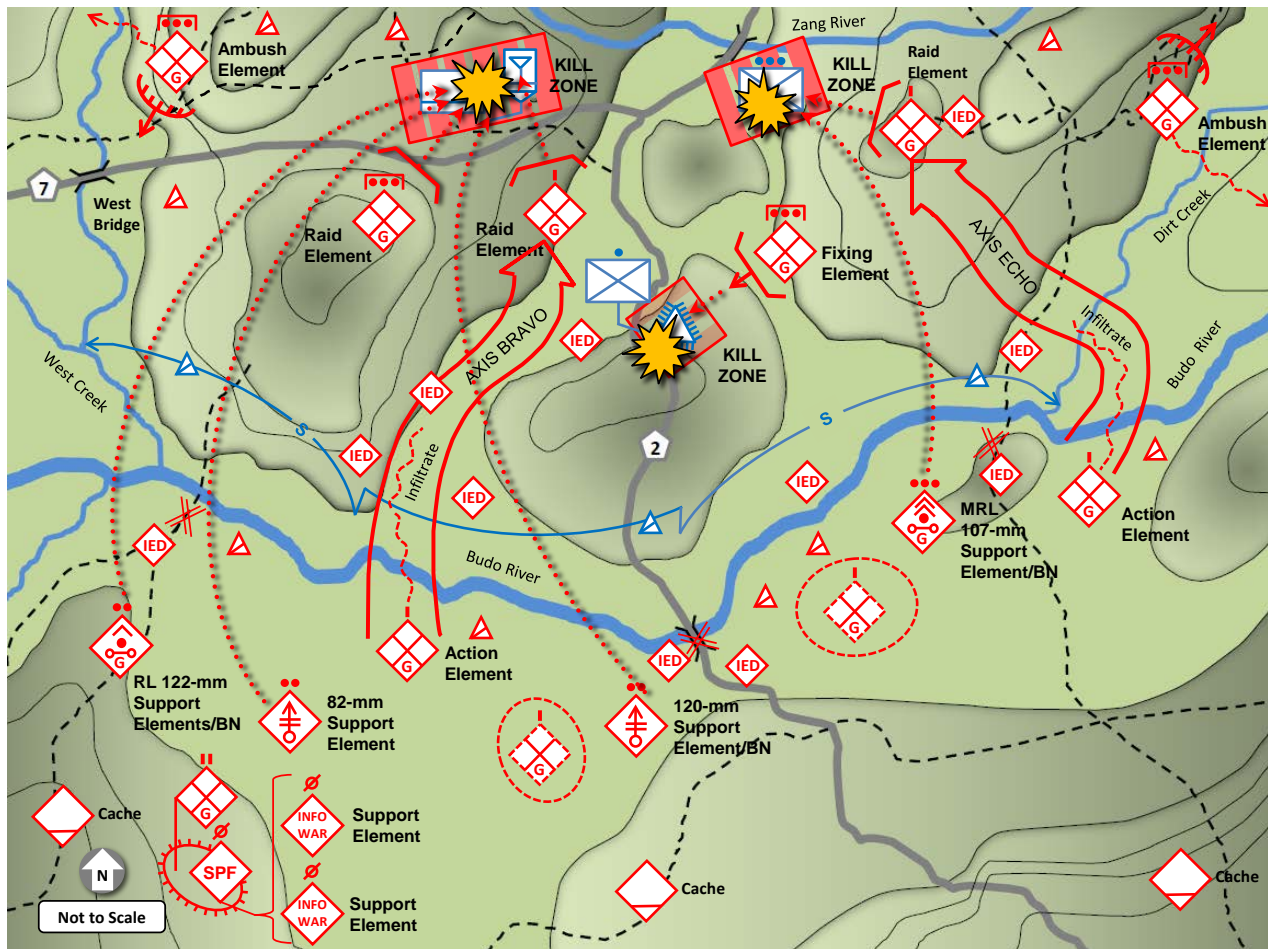 Zang River
Ambush
Element
G
KILL
ZONE
KILL
ZONE
Raid
Element
IED
G
G
Ambush
Element
7
West
Bridge
Raid
Element
G
Raid
Element
G
Fixing
Element
G
Dirt Creek
AXIS ECHO
Infiltrate
Budo River
West Creek
AXIS BRAVO
IED
KILL
ZONE
IED
IED
S
S
2
IED
Infiltrate
IED
IED
IED
MRL
107-mm
Support
Element/BN
G
G
Action
Element
IED
Budo River
G
G
RL 122-mm
Support
Elements/BN
G
Action
Element
IED
IED
82-mm
Support
Element
120-mm
Support
Element/BN
G
G
Cache
INFO
WAR
Support
Element
SPF
INFO
WAR
Support
Element
Cache
Cache
N
Not to Scale